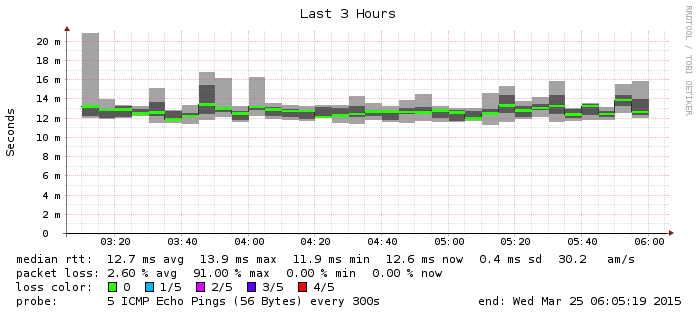 Last 3 Hours
RRDTOOL / TOBI OETIKER
Seconds
20 m
18 m
16 m
14 m
12 m
10 m
8 m
6 m
4 m
2 m
0
03:20 03:40 04:00 04:20 04:40 05:00 05:20 05:40 06:00
median rtt: 12.7 ms avg 13.9 ms max 11.9 ms min 12.6 ms now 0.4 ms sd 30.2 am/s
packet loss: 2.60 % avg 91.00 % max 0.00 % min 0.00 % now
loss color: 0 1/5 2/5 3/5 4/5
probe: 5 ICMP Echo Pings (56 Bytes) every 300s end: Wed Mar 25 06:05:19 2015